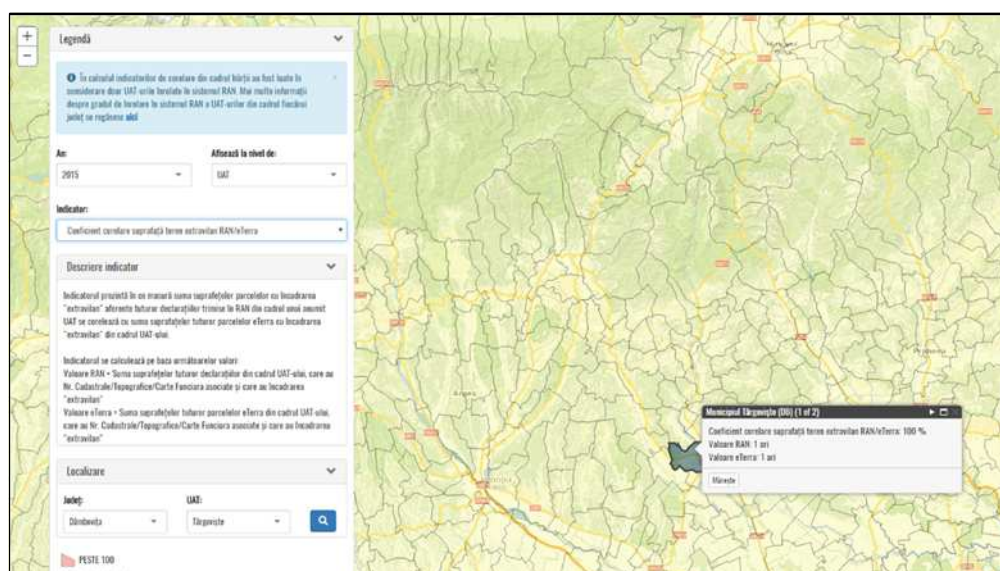 +
−
Legendă
În calculul indicatorilor de corelare din cadrul hărții au fost luate în
considerare doar UAT-urile înrolate în sistemul RAN. Mai multe informații
despre gradul de înrolare în sistemul RAN a UAT-urilor din cadrul fiecărui
județ se regăsesc aici
×
An:
Afișează la nivel de:
2015
UAT
Indicator:
Coeficient corelare suprafață teren extravilan RAN/eTerra
Descriere indicator
Indicatorul prezintă în ce masură suma suprafețelor parcelelor cu încadrarea
"extravilan" aferente tuturor declarațiilor trimise în RAN din cadrul unui anumit
UAT se corelează cu suma suprafețelor tuturor parcelelor eTerra cu încadrarea
"extravilan" din cadrul UAT-ului.
Indicatorul se calculează pe baza următoarelor valori:
Valoare RAN = Suma suprafețelor tuturor declarațiilor din cadrul UAT-ului, care au
Nr. Cadastrale/Topografice/Carte Funciara asociate și care au încadrarea
"extravilan"
Valoare eTerra = Suma suprafețelor tuturor parcelelor eTerra din cadrul UAT-ului,
care au Nr. Cadastrale/Topografice/Carte Funciara asociate și care au încadrarea
"extravilan"
Localizare
Județ:
UAT:
Dâmbovița
Târgoviște
PESTE 100
Municipiul Târgoviște (DB) (1 of 2)
Coeficient corelare suprafață teren extravilan RAN/eTerra: 100 %
Valoare RAN: 1 ari
Valoare eTerra: 1 ari
Mărește